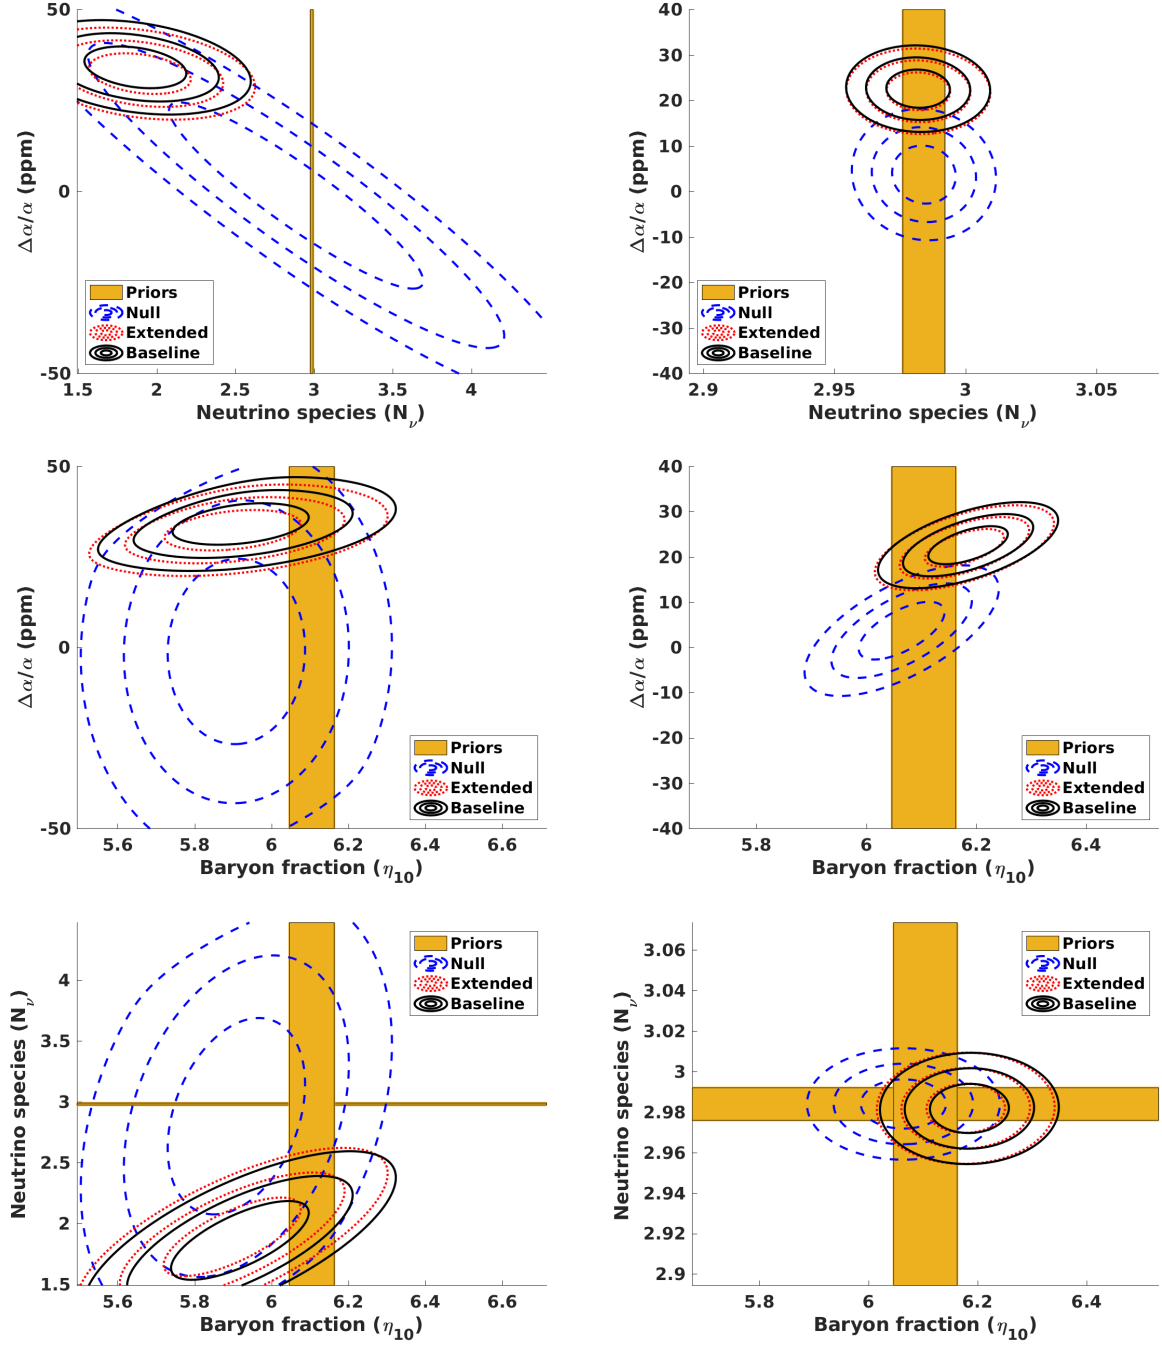 50
0
-50
Δα/α (ppm)
1.5 2 2.5 3 3.5 4
Neutrino species (Nν)
Priors
Null
Extended
Baseline
40
30
20
10
0
-10
-20
-30
-40
Δα/α (ppm)
2.9 2.95 3 3.05
Neutrino species (Nν)
Priors
Null
Extended
Baseline
50
0
-50
Δα/α (ppm)
5.6 5.8 6 6.2 6.4 6.6
Baryon fraction (η10)
Priors
Null
Extended
Baseline
40
30
20
10
0
-10
-20
-30
-40
Δα/α (ppm)
5.8 6 6.2 6.4
Baryon fraction (η10)
Priors
Null
Extended
Baseline
4
3.5
3
2.5
2
1.5
Neutrino species (Nν)
5.6 5.8 6 6.2 6.4 6.6
Baryon fraction (η10)
Priors
Null
Extended
Baseline
3.06
3.04
3.02
3
2.98
2.96
2.94
2.92
2.9
Neutrino species (Nν)
5.8 6 6.2 6.4
Baryon fraction (η10)
Priors
Null
Extended
Baseline